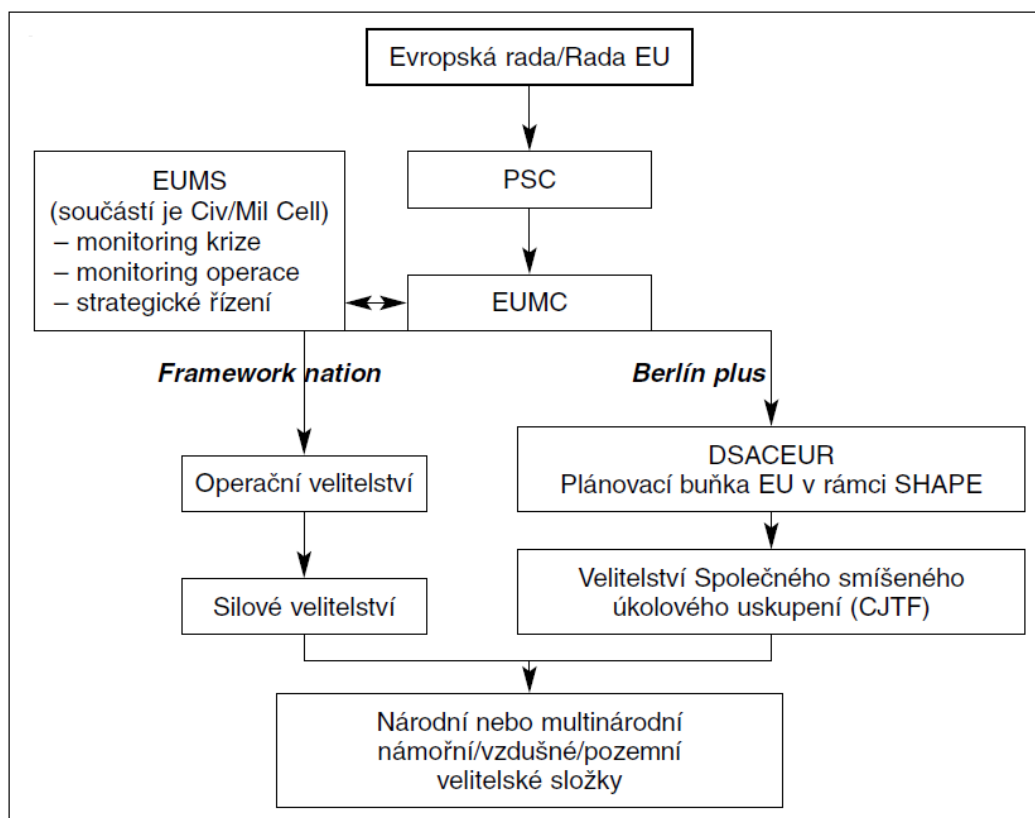 Evropská rada/Rada EU
PSC
EUMS
(součástí je Civ/Mil Cell)
– monitoring krize
– monitoring operace
– strategické řízení
EUMC
Framework nation
Berlín plus
Operační velitelství
DSACEUR
Plánovací buňka EU v rámci SHAPE
Silové velitelství
Velitelství Společného smíšeného
úkolového uskupení (CJTF)
Národní nebo multinárodní
námořní/vzdušné/pozemní
velitelské složky